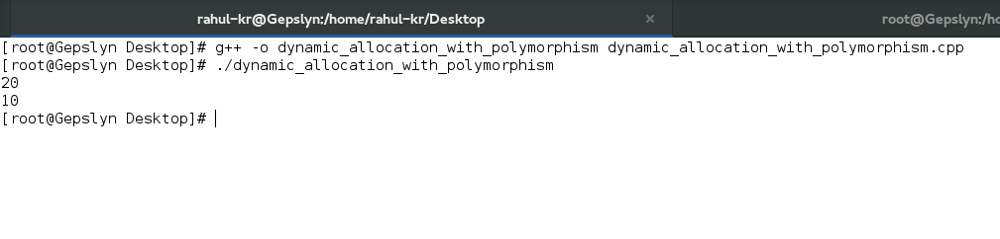 rahul-kr@Gepslyn:/home/rahul-kr/Desktop × root@Gepslyn:/h
[root@Gepslyn Desktop]# g++ -o dynamic_allocation_with_polymorphism dynamic_allocation_with_polymorphism.cpp
[root@Gepslyn Desktop]# ./dynamic_allocation_with_polymorphism
20
10
[root@Gepslyn Desktop]#